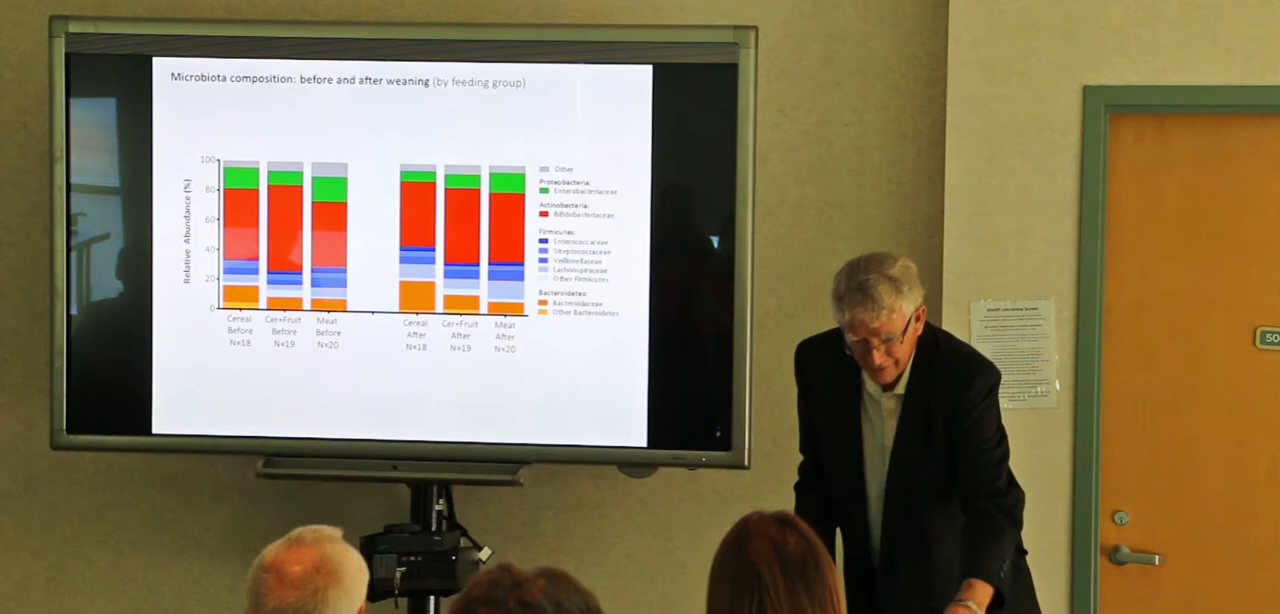 Microbiota composition: before and after weaning (by feeding group)
Relative Abundance (%)
100
80
60
40
20
0
Cereal Before N=18
Cer+Fruit Before N=19
Meat Before N=20
Cereal After N=18
Cer+Fruit After N=19
Meat After N=20
Other
Proteobacteria:
Enterobacteriaceae
Actinobacteria:
Bifidobacteriaceae
Firmicutes:
Enterococcaceae
Streptococcaceae
Veillonellaceae
Lachnospiraceae
Other Firmicutes
Bacteroidetes:
Bacteroidaceae
Other Bacteroidetes
50